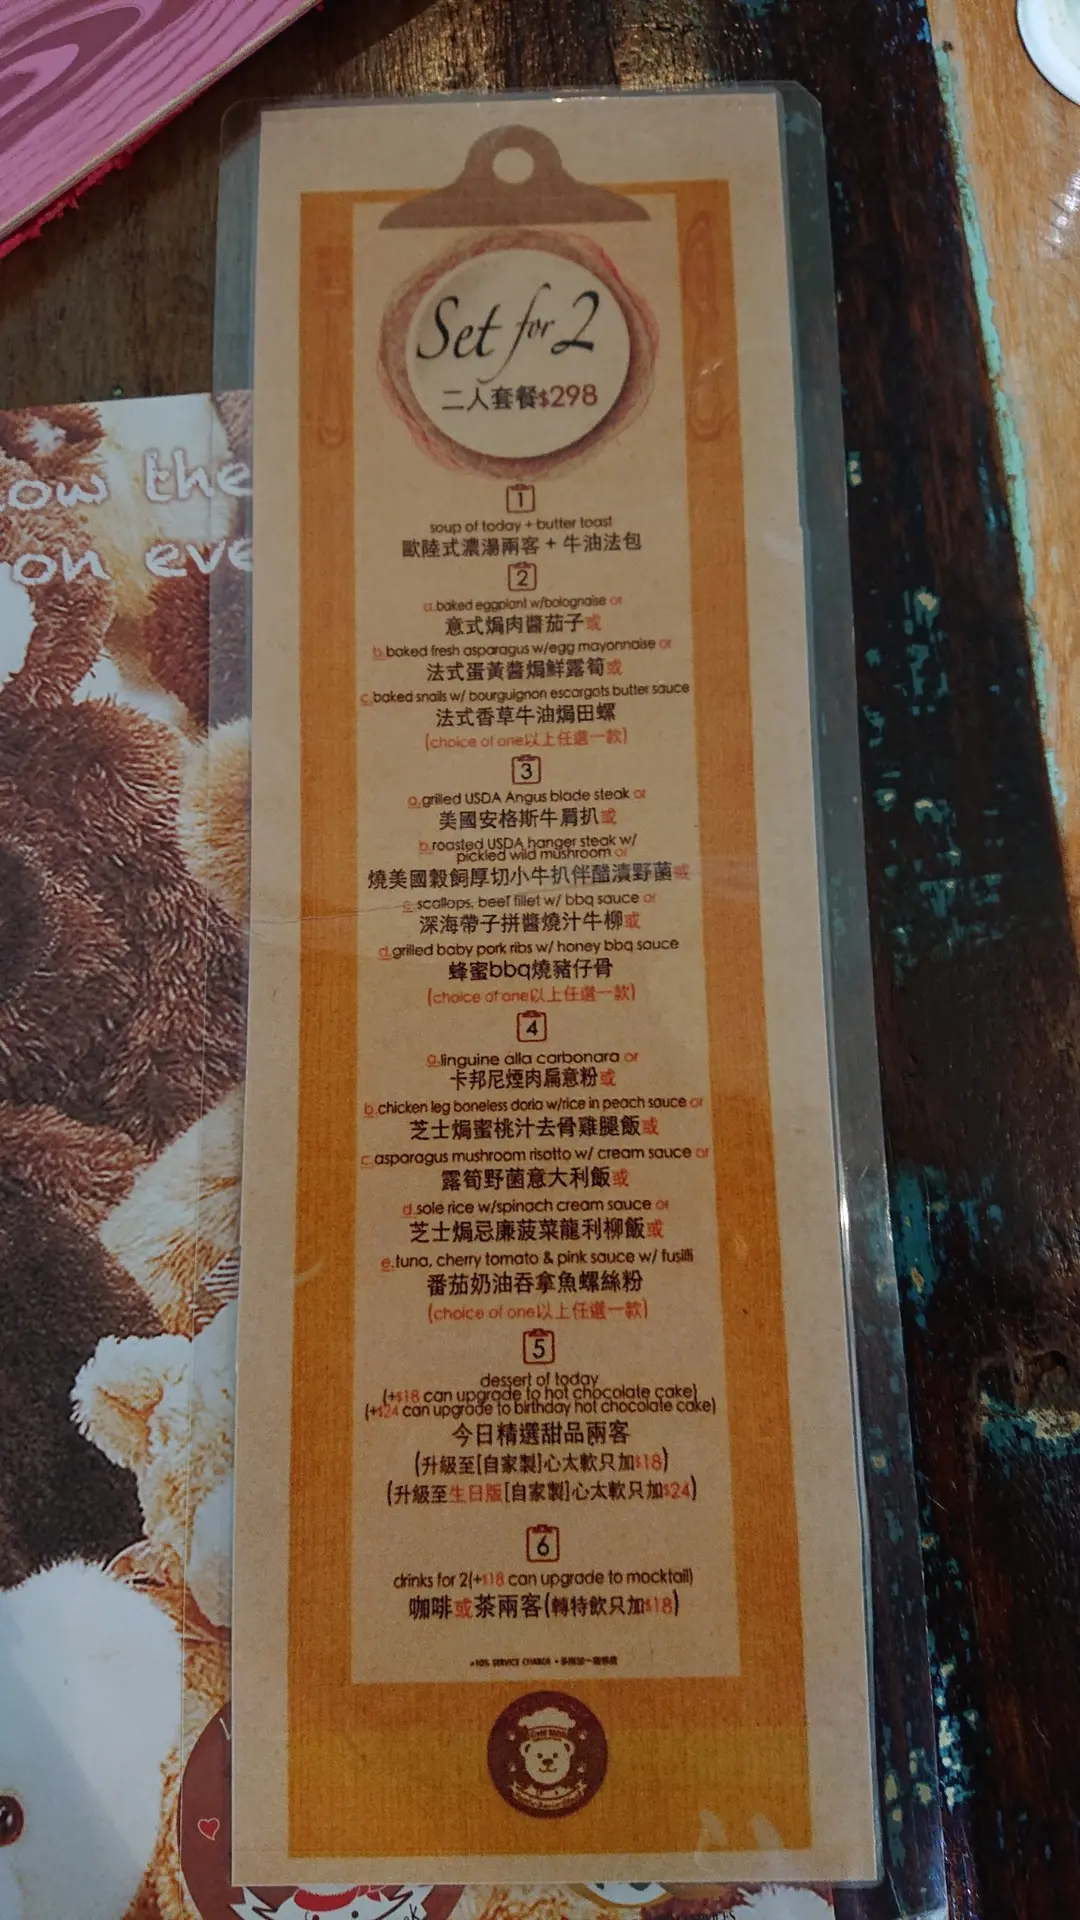 Set for 2
二人套餐$298
1
soup of today + butter toast
歐陸式濃湯兩客 + 牛油法包
2
a.baked eggplant w/bolognaise or
意式焗肉醬茄子或
b.baked fresh asparagus w/egg mayonnaise or
法式蛋黃醬焗鮮露筍或
c.baked snails w/ bourguignon escargots butter sauce
法式香草牛油焗田螺
(choice of one以上任選一款)
3
a.grilled USDA Angus blade steak or
美國安格斯牛肩扒或
b.roasted USDA hanger steak w/
pickled wild mushroom or
燒美國穀飼厚切小牛扒伴醋漬野菌或
c.scallops, beef fillet w/ bbq sauce or
深海帶子拼醬燒汁牛柳或
d.grilled baby pork ribs w/ honey bbq sauce
蜂蜜bbq燒豬仔骨
(choice of one以上任選一款)
4
a.linguine alla carbonara or
卡邦尼煙肉扁意粉或
b.chicken leg boneless doria w/rice in peach sauce or
芝士焗蜜桃汁去骨雞腿飯或
c.asparagus mushroom risotto w/ cream sauce or
露筍野菌意大利飯或
d.sole rice w/spinach cream sauce or
芝士焗忌廉菠菜龍利柳飯或
e.tuna, cherry tomato & pink sauce w/ fusilli
番茄奶油吞拿魚螺絲粉
(choice of one以上任選一款)
5
dessert of today
(+$18 can upgrade to hot chocolate cake)
(+$24 can upgrade to birthday hot chocolate cake)
今日精選甜品兩客
(升級至[自家製]心太軟只加$18)
(升級至生日版[自家製]心太軟只加$24)
6
drinks for 2(+$18 can upgrade to mocktail)
咖啡或茶兩客(轉特飲只加$18)
+10% SERVICE CHARGE
ow the
on eve